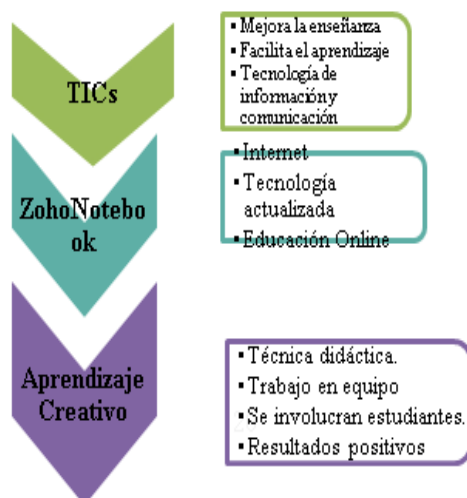 TICs
▪ Mejora la enseñanza
▪ Facilita el aprendizaje
▪ Tecnología de
información y
comunicación
ZohoNotebo
ok
▪ Internet
▪ Tecnología
actualizada
▪ Educación Online
Aprendizaje
Creativo
▪ Técnica didáctica.
▪ Trabajo en equipo
▪ Se involucran estudiantes.
▪ Resultados positivos